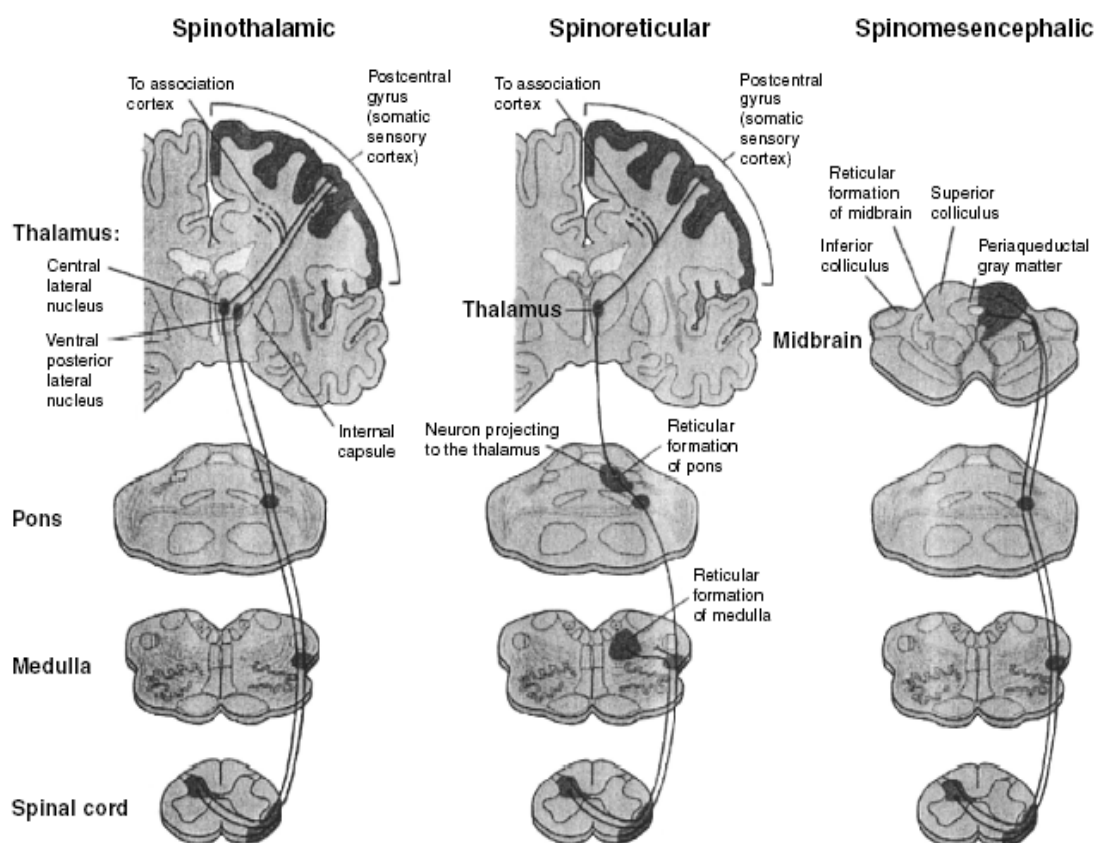 Spinothalamic
Spinoreticular
Spinomesencephalic
To association
cortex
Postcentral
gyrus
(somatic
sensory
cortex)
Thalamus:
Central
lateral
nucleus
Ventral
posterior
lateral
nucleus
Internal
capsule
To association
cortex
Postcentral
gyrus
(somatic
sensory
cortex)
Thalamus
Neuron projecting
to the thalamus
Reticular
formation
of pons
Reticular
formation
of medulla
Reticular
formation
of midbrain
Superior
colliculus
Inferior
colliculus
Periaqueductal
gray matter
Midbrain
Pons
Medulla
Spinal cord